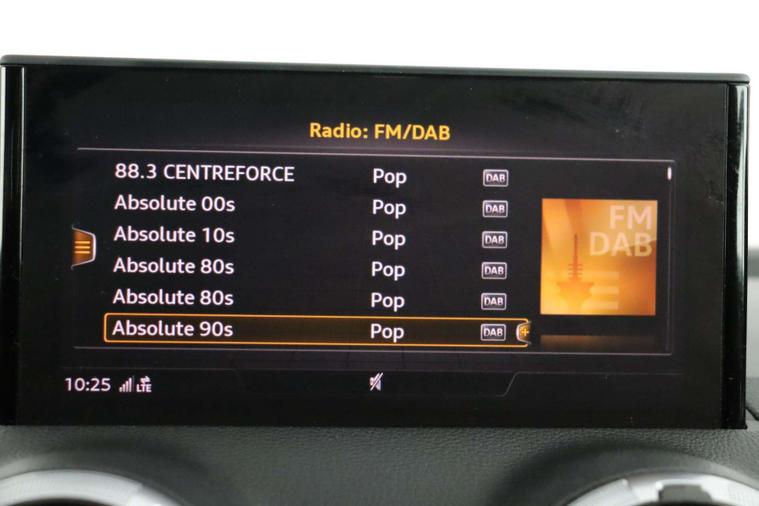 Radio: FM/DAB
88.3 CENTREFORCE Pop DAB
Absolute 00s Pop DAB
Absolute 10s Pop DAB
Absolute 80s Pop DAB
Absolute 80s Pop DAB
Absolute 90s Pop DAB +
FM
DAB
10:25 LTE